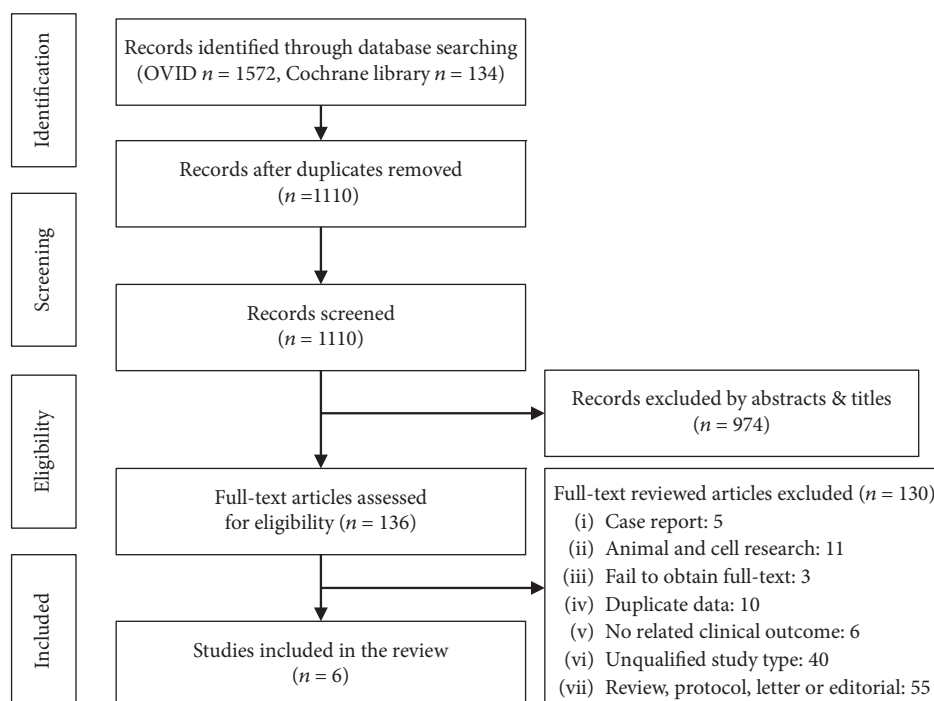 Identification
Records identified through database searching
(OVID n = 1572, Cochrane library n = 134)
Records after duplicates removed
(n =1110)
Screening
Records screened
(n = 1110)
Records excluded by abstracts & titles
(n = 974)
Eligibility
Full-text articles assessed
for eligibility (n = 136)
Full-text reviewed articles excluded (n = 130)
(i) Case report: 5
(ii) Animal and cell research: 11
(iii) Fail to obtain full-text: 3
(iv) Duplicate data: 10
(v) No related clinical outcome: 6
(vi) Unqualified study type: 40
(vii) Review, protocol, letter or editorial: 55
Included
Studies included in the review
(n = 6)